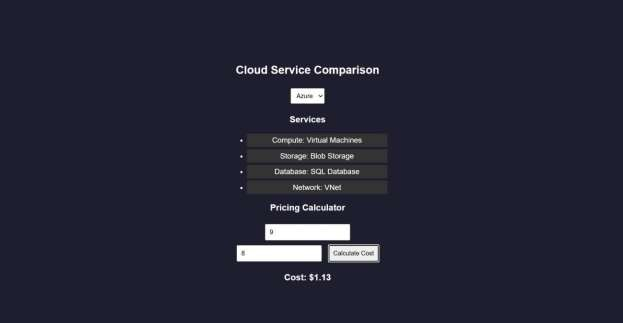 Cloud Service Comparison
Azure
Services
Compute: Virtual Machines
Storage: Blob Storage
Database: SQL Database
Network: VNet
Pricing Calculator
9
8
Calculate Cost
Cost: $1.13